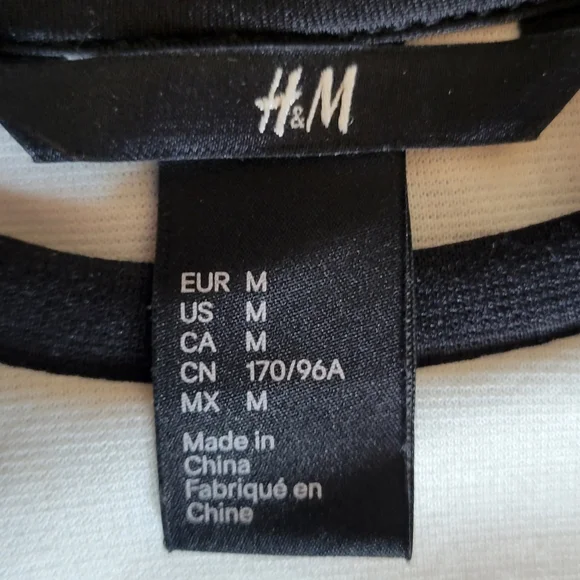 H&M
EUR M
US M
CA M
CN 170/96A
MX M
Made in
China
Fabriqué en
Chine